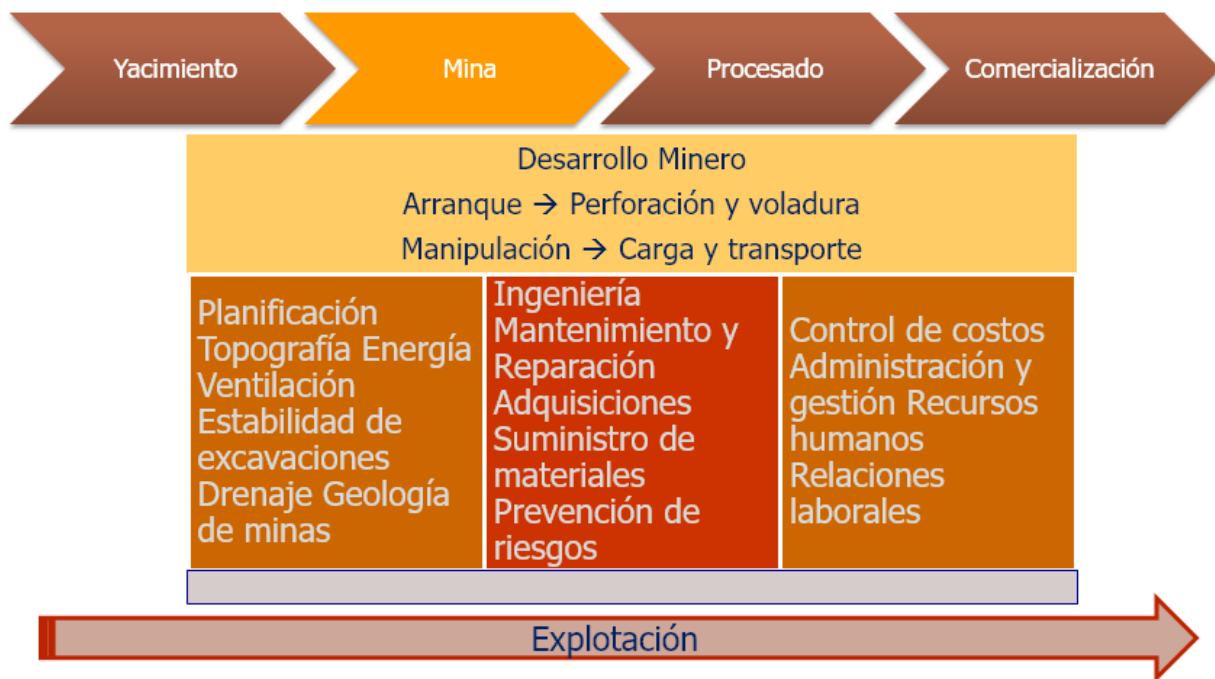 Yacimiento
Mina
Procesado
Comercialización
Desarrollo Minero
Arranque → Perforación y voladura
Manipulación → Carga y transporte
Planificación
Topografía Energía
Ventilación
Estabilidad de
excavaciones
Drenaje Geología
de minas
Ingeniería
Mantenimiento y
Reparación
Adquisiciones
Suministro de
materiales
Prevención de
riesgos
Control de costos
Administración y
gestión Recursos
humanos
Relaciones
laborales
Explotación